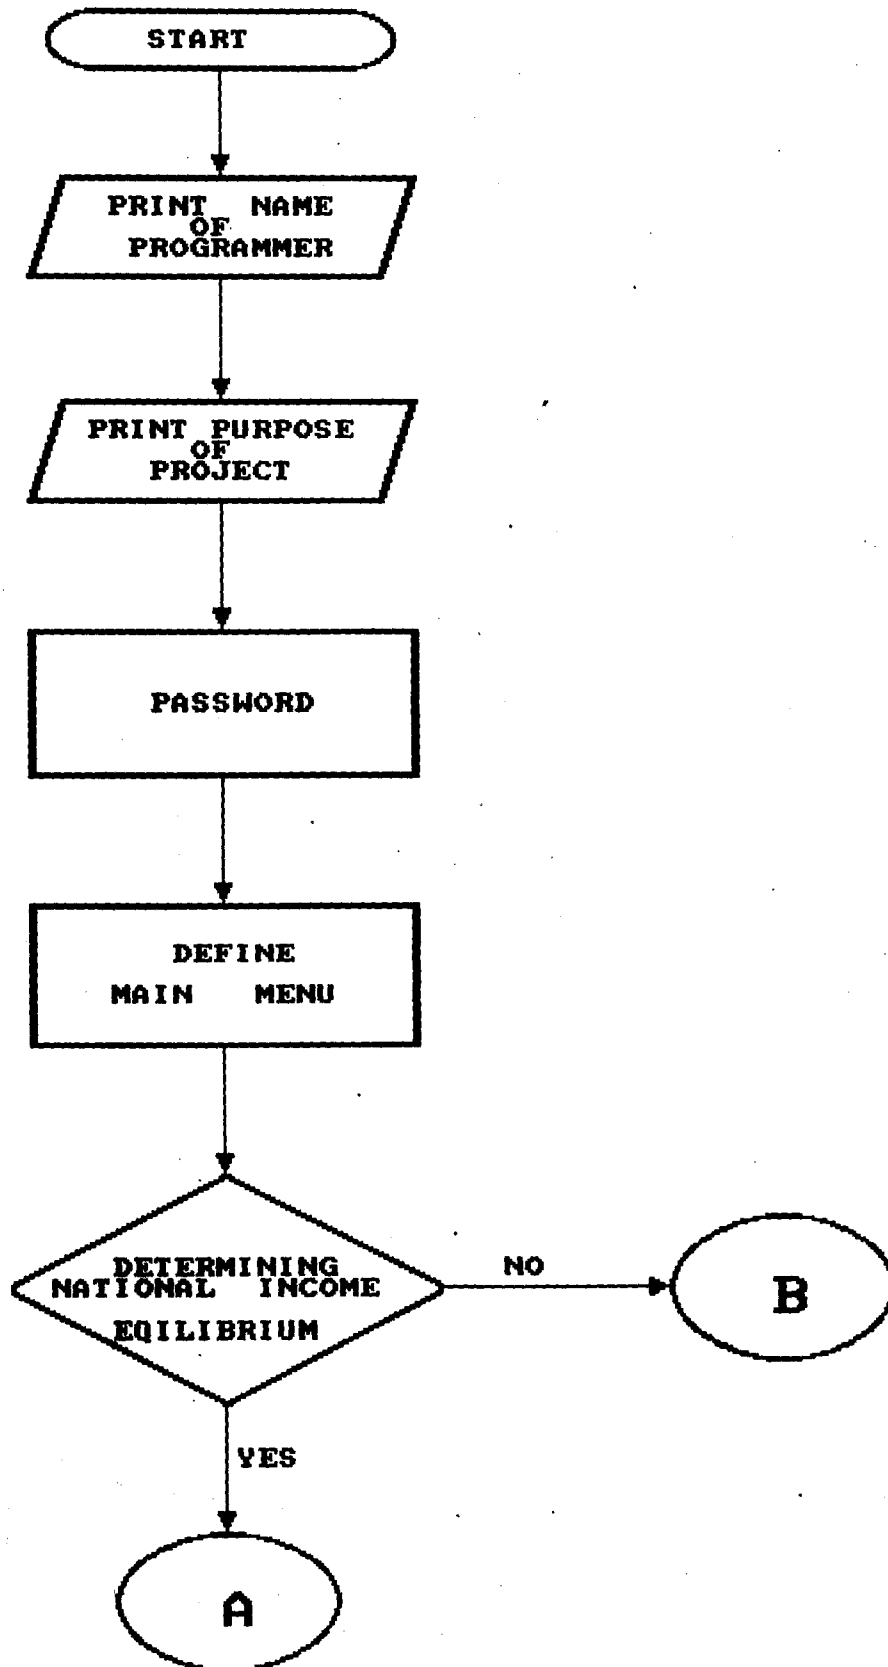 START
PRINT NAME
OF
PROGRAMMER
PRINT PURPOSE
OF
PROJECT
PASSWORD
DEFINE
MAIN MENU
DETERMINING
NATIONAL INCOME
EQILIBRIUM
NO
B
YES
A